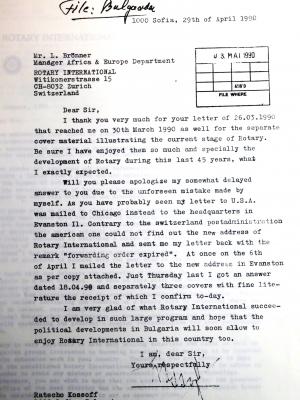 File: Bulgaria
1000 Sofia, 29th of April 1990
Mr. L. Brönner
Manager Africa & Europe Department
ROTARY INTERNATIONAL
Witikonerstrasse 15
CH-8032 Zurich
Switzerland
0 3. MAI 1990
FILE WHERE
Dear Sir,
I thank you very much for your letter of 26.03.1990
that reached me on 30th March 1990 as well for the separate
cover material illustrating the current stage of Rotary.
Be sure I have enjoyed them so much and specially the
development of Rotary during this last 45 years, what
I exactly expected.
Will you please apologize my somewhat delayed
answer to you due to the unforseen mistake made by
myself. As you have probably seen my letter to U.S.A.
was mailed to Chicago instead to the headquarters in
Evanston Il. Contrary to the switzerland postadministration
the american one could not find out the new address of
Rotary International and sent me my letter back with the
remark "forwarding order expired". At once on the 6th
of April I mailed the letter to the new address in Evanston
as per copy attached. Just Thursday last I got an answer
dated 18.04.90 and separately three covers with fine lite-
rature the receipt of which I confirm to-day.
I am very glad of what Rotary International succee-
ded to develop in such large program and hope that the
political developments in Bulgaria will soon allow to
enjoy Rotary International in this country too.
I am, dear Sir,
Yours respectfully
Ratscho Kossoff